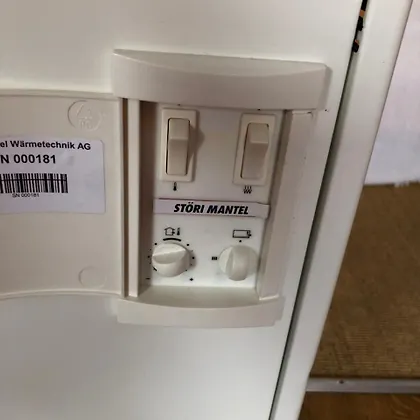 el Wärmetechnik AG
N 000181
SN 000181
STÖRI MANTEL